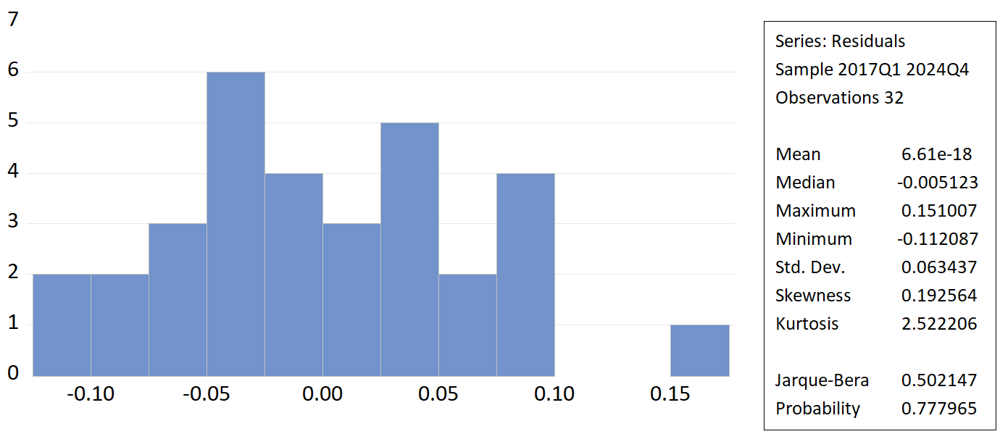 7
6
5
4
3
2
1
0
-0.10 -0.05 0.00 0.05 0.10 0.15
Series: Residuals
Sample 2017Q1 2024Q4
Observations 32
Mean 6.61e-18
Median -0.005123
Maximum 0.151007
Minimum -0.112087
Std. Dev. 0.063437
Skewness 0.192564
Kurtosis 2.522206
Jarque-Bera 0.502147
Probability 0.777965